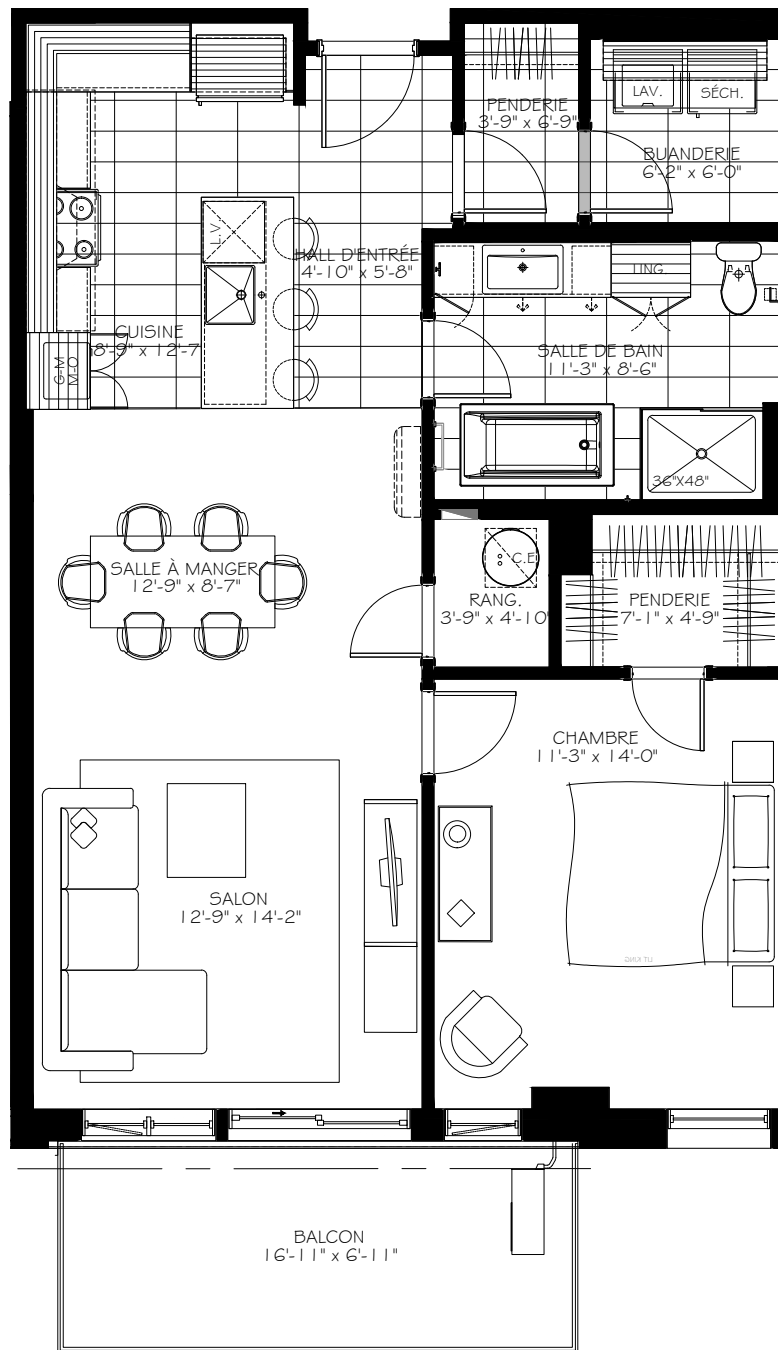 PENDERIE
3'-9" x 6'-9"
LAV.
SÉCH.
BUANDERIE
6'-2" x 6'-0"
L.V.
HALL D'ENTRÉE
4'-10" x 5'-8"
LING.
CUISINE
8'-9" x 12'-7
G-M
M-O
SALLE DE BAIN
11'-3" x 8'-6"
36"X48"
SALLE À MANGER
12'-9" x 8'-7"
C.E.
RANG.
3'-9" x 4'-10"
PENDERIE
7'-1" x 4'-9"
CHAMBRE
11'-3" x 14'-0"
SALON
12'-9" x 14'-2"
LIT KING
BALCON
16'-11" x 6'-11"